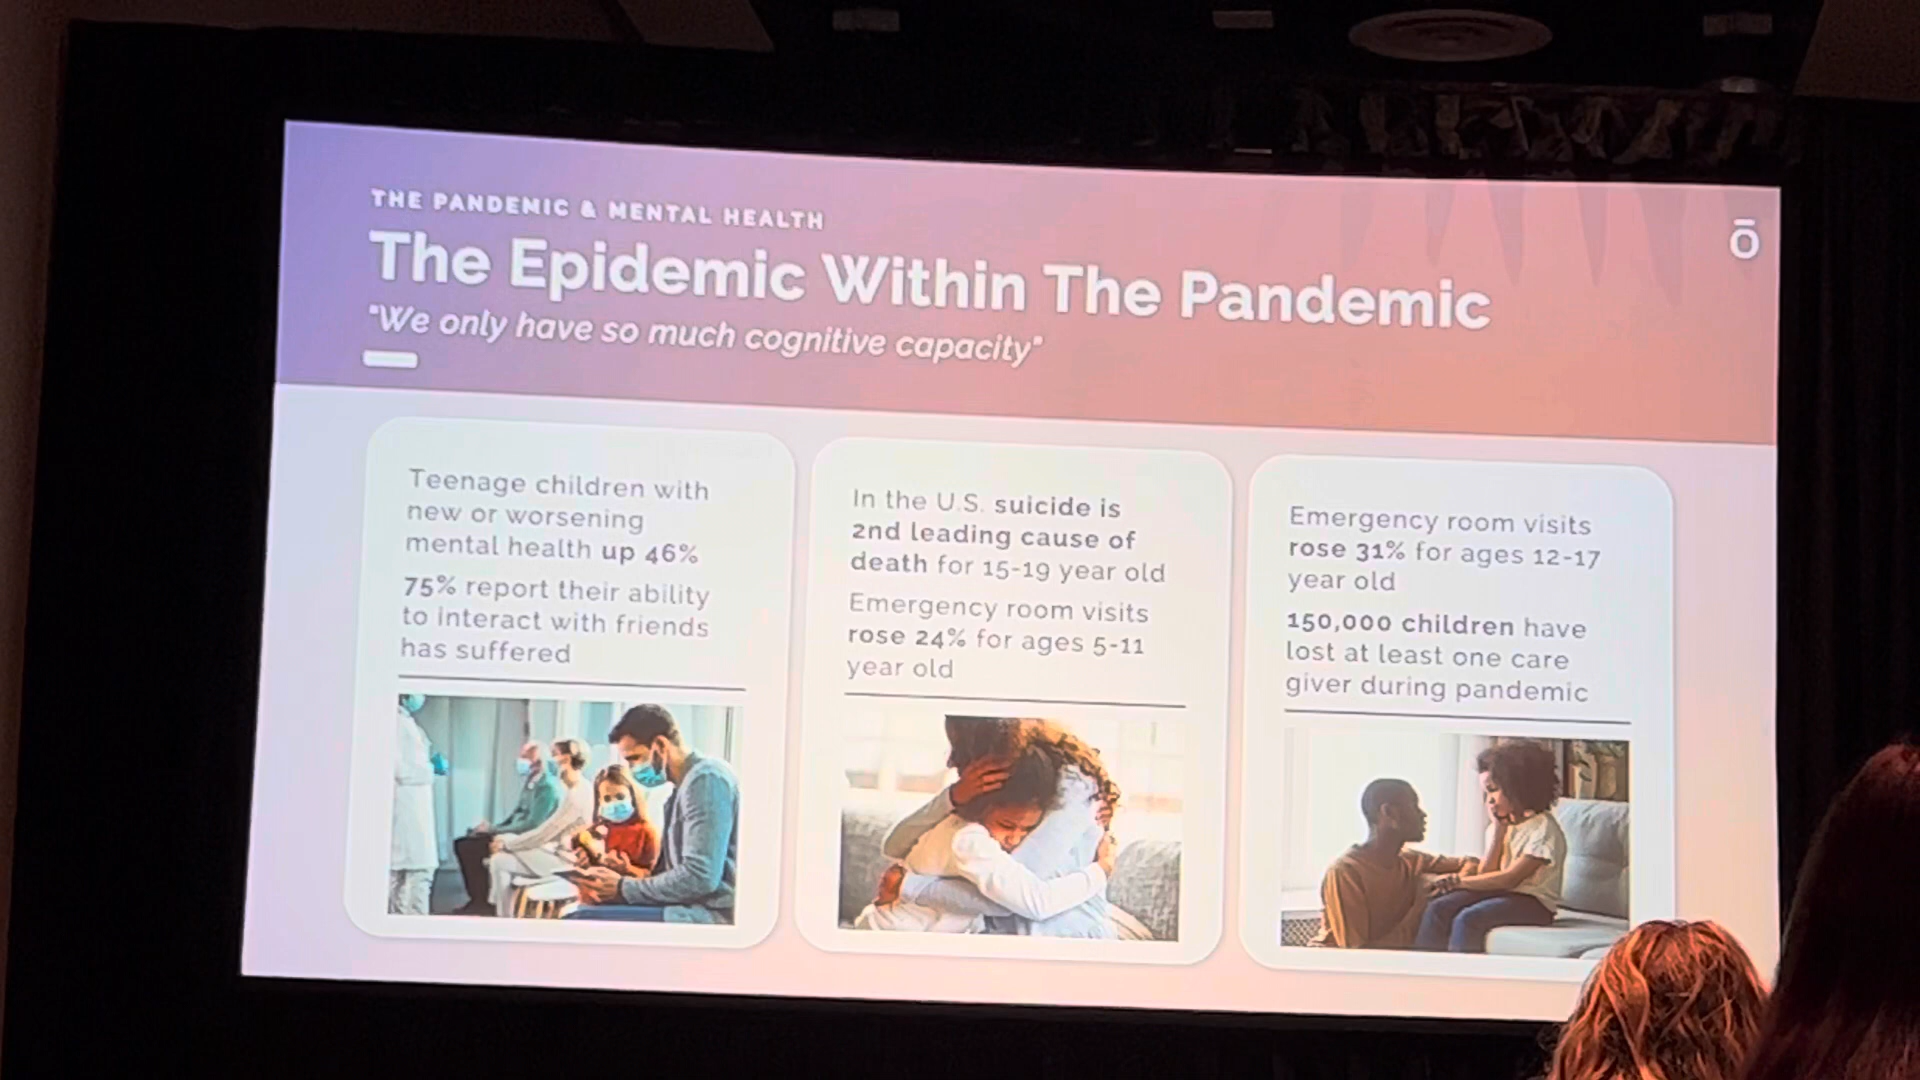 THE PANDEMIC & MENTAL HEALTH
ō
The Epidemic Within The Pandemic
"We only have so much cognitive capacity"
Teenage children with
new or worsening
mental health up 46%
75% report their ability
to interact with friends
has suffered
In the U.S. suicide is
2nd leading cause of
death for 15-19 year old
Emergency room visits
rose 24% for ages 5-11
year old
Emergency room visits
rose 31% for ages 12-17
year old
150,000 children have
lost at least one care
giver during pandemic